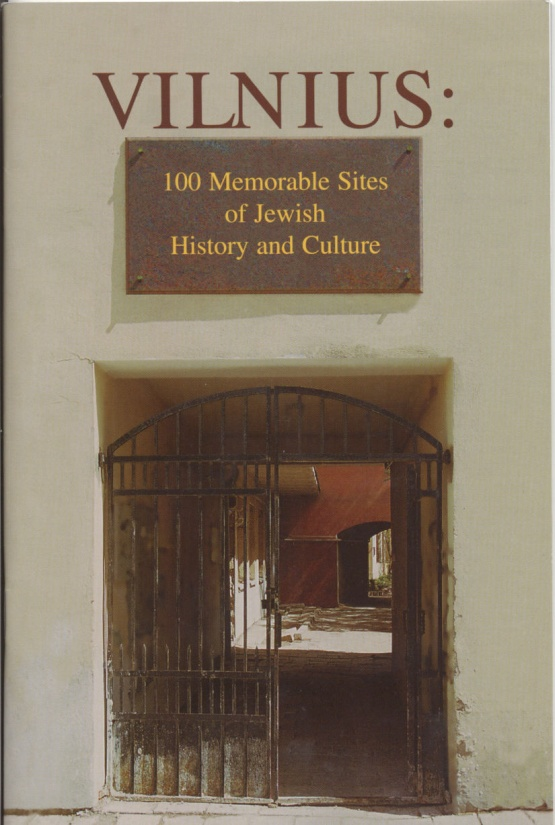 VILNIUS:
100 Memorable Sites
of Jewish
History and Culture